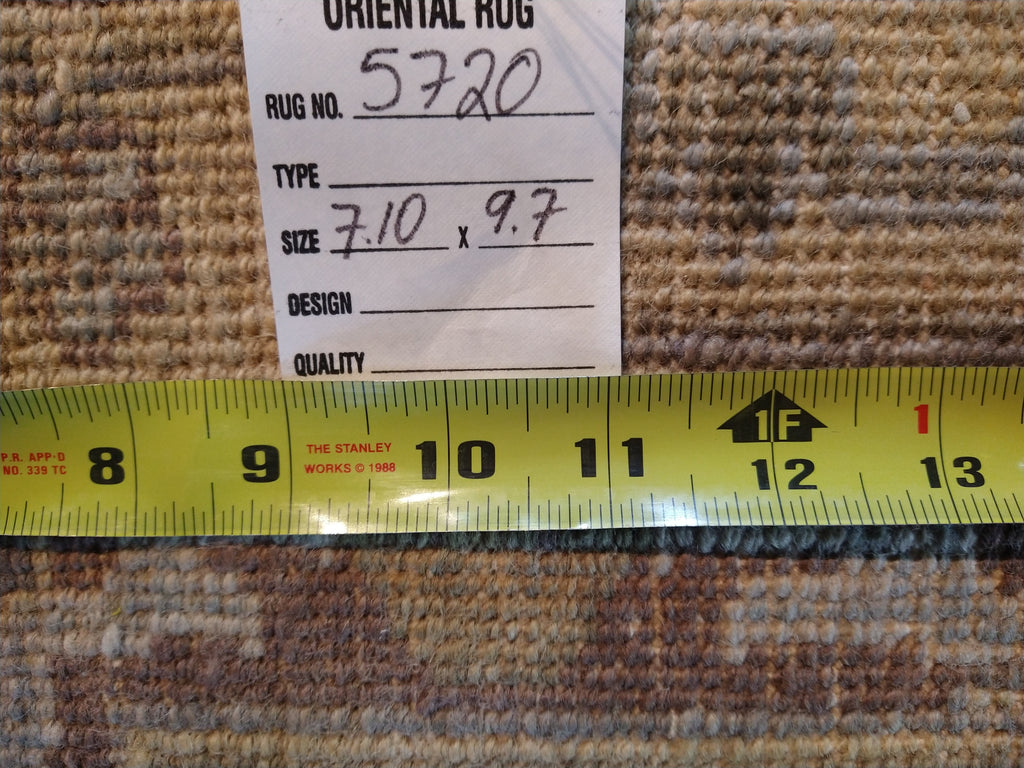 ORIENTAL RUG
RUG NO. 5720
TYPE
SIZE 7.10 X 9.7
DESIGN
QUALITY
1F 1
P.R. APP·D
NO. 339 TC
THE STANLEY
WORKS © 1988
8 9 10 11 12 13